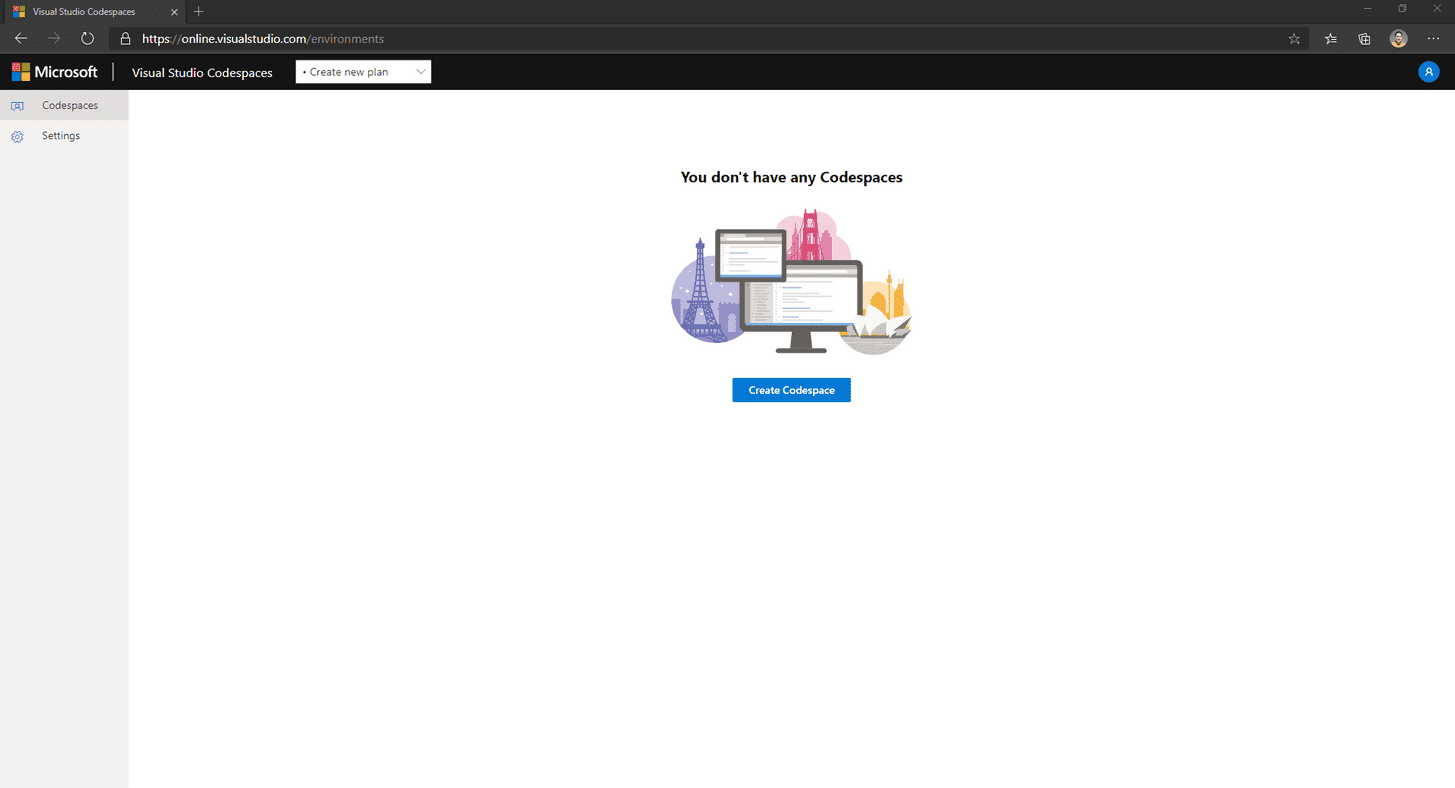 Visual Studio Codespaces
https://online.visualstudio.com/environments
Microsoft
Visual Studio Codespaces
• Create new plan
Codespaces
Settings
You don't have any Codespaces
Create Codespace